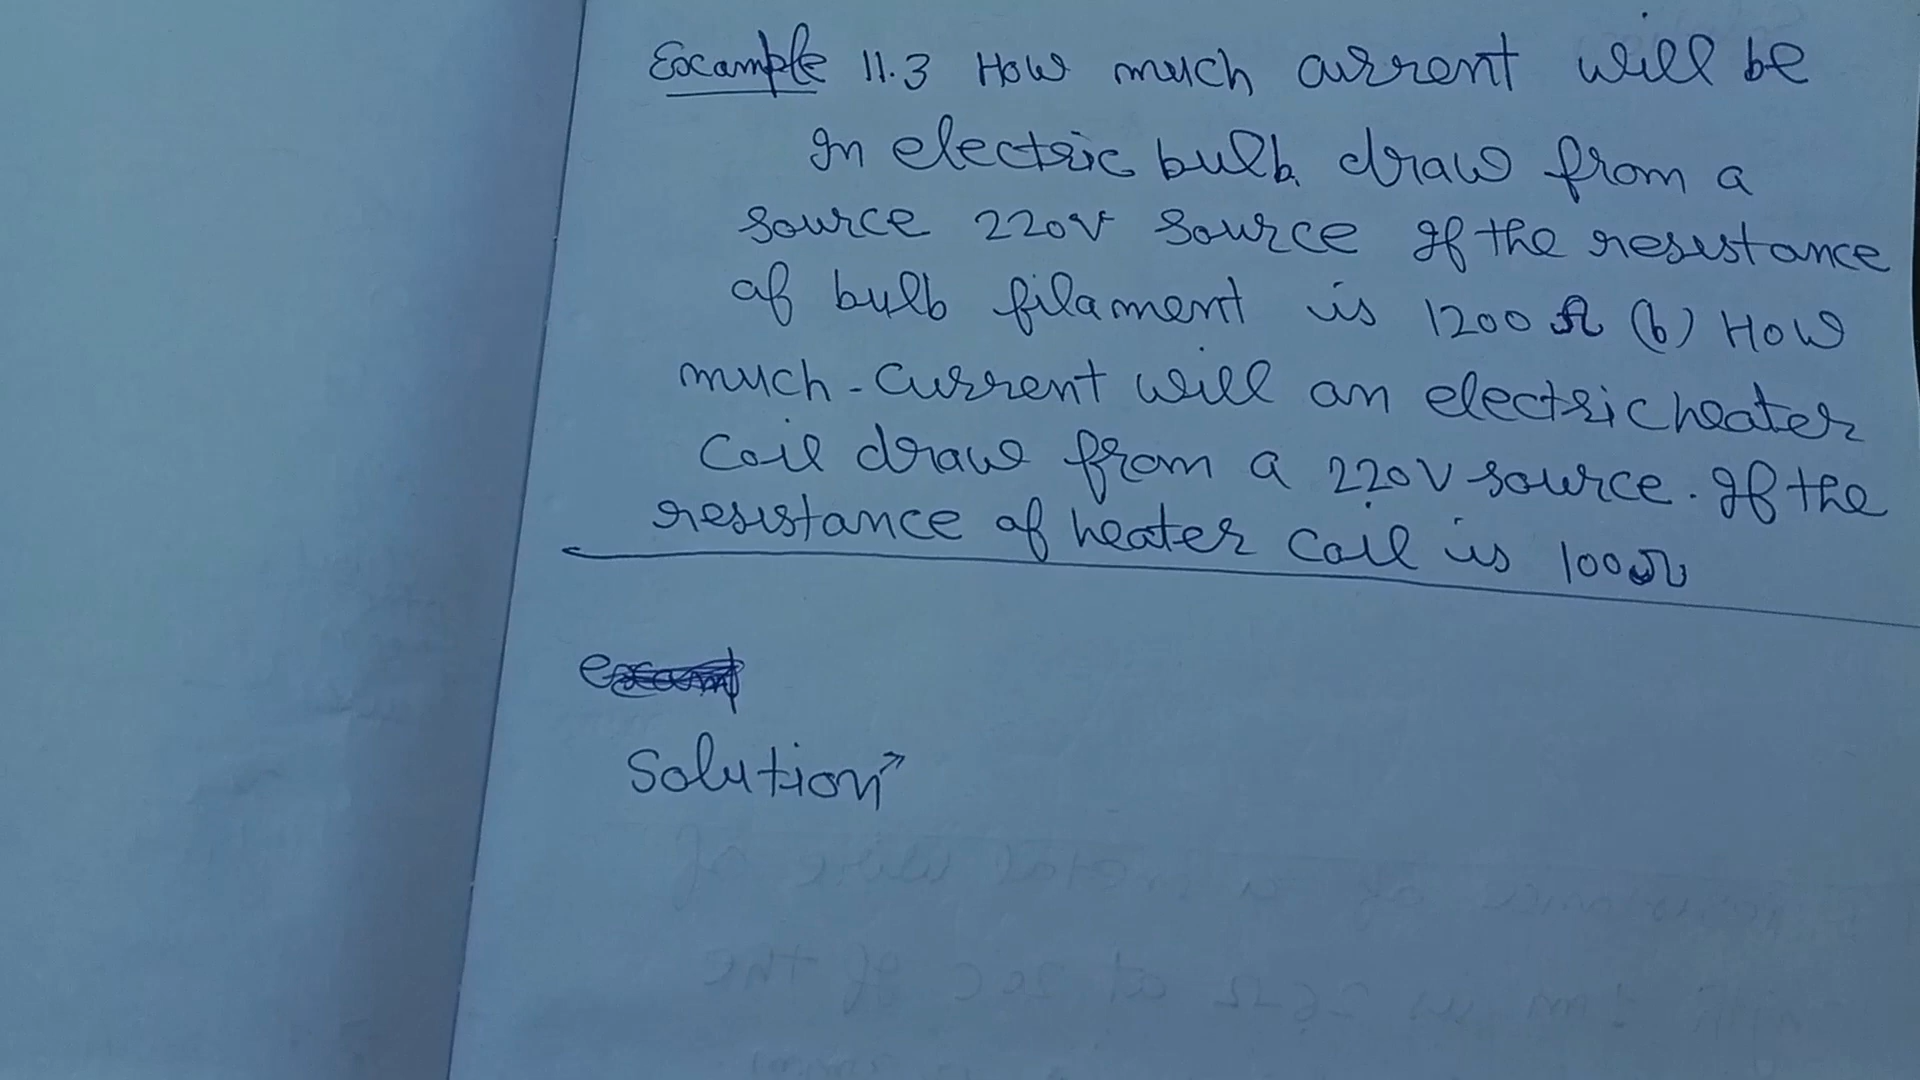 Example 11.3 How much current will be
In electric bulb draw from a
source 220V source If the resistance
of bulb filament is 1200 Ω (b) How
much-current will an electric heater
coil draw from a 220V source. If the
resistance of heater coil is 100Ω
Solution